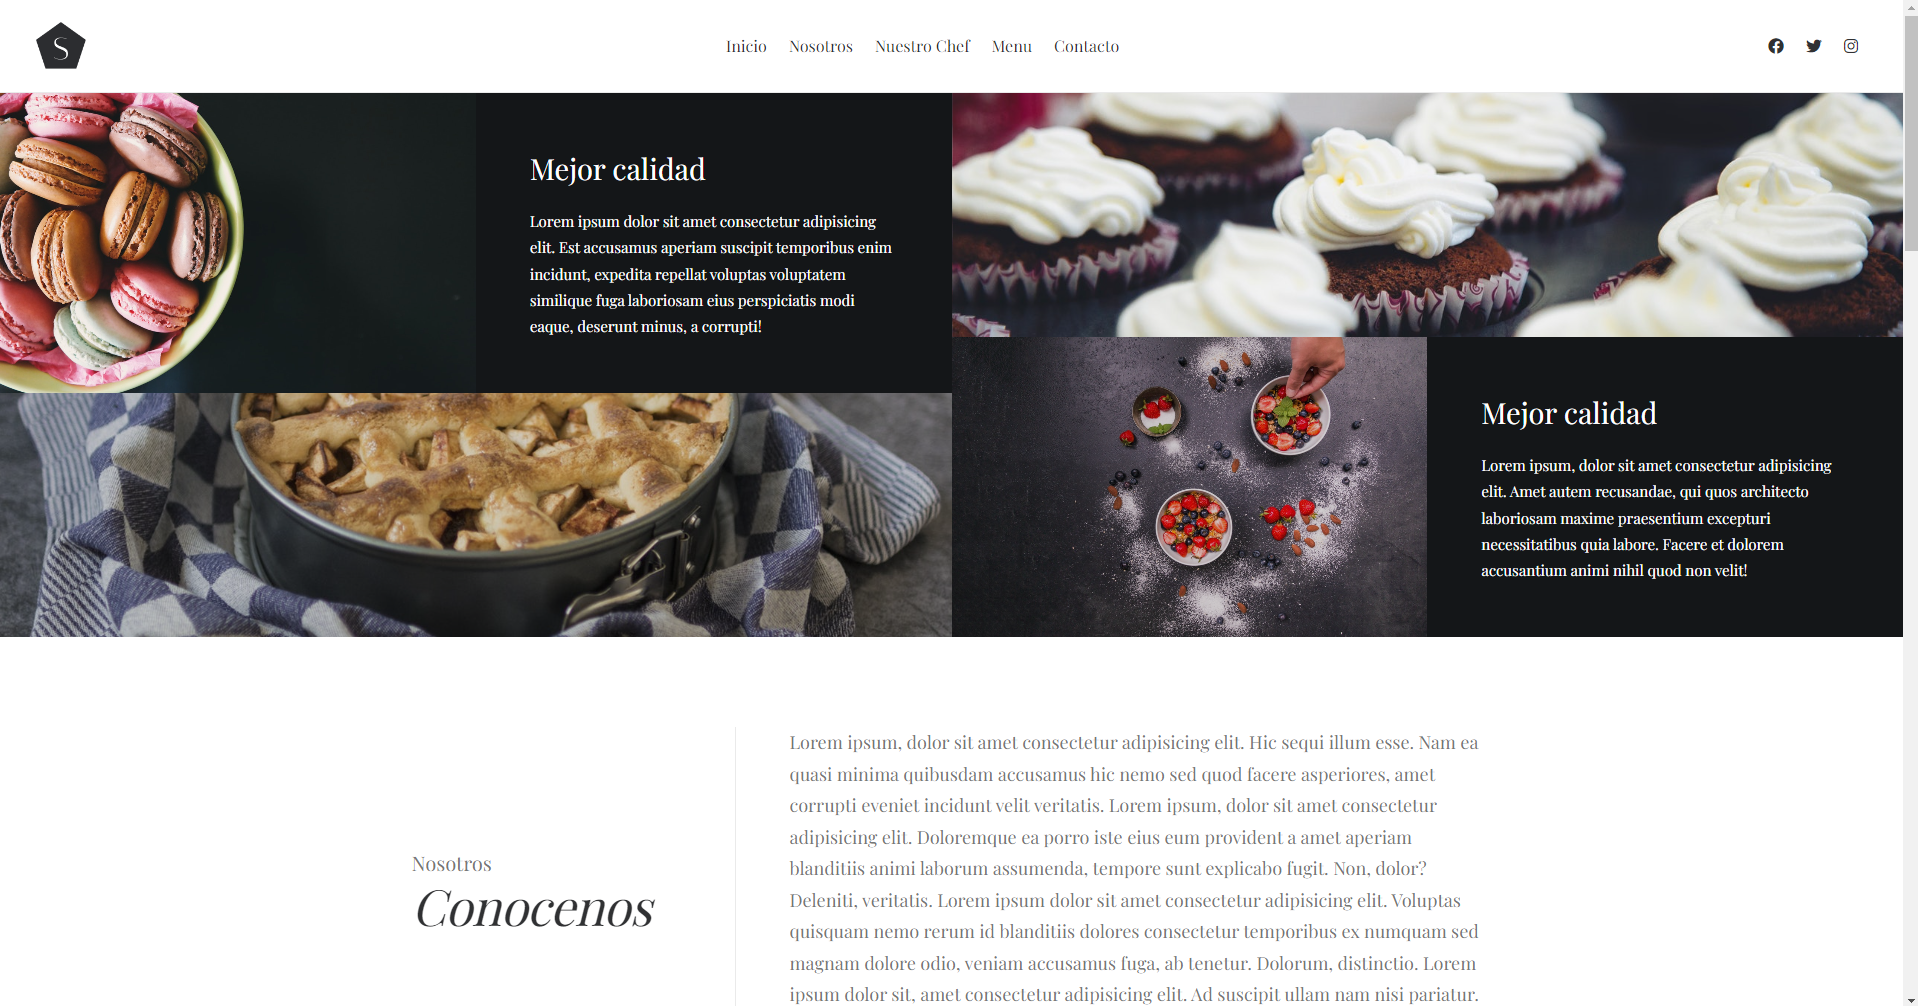 S
Inicio Nosotros Nuestro Chef Menu Contacto
Mejor calidad
Lorem ipsum dolor sit amet consectetur adipisicing
elit. Est accusamus aperiam suscipit temporibus enim
incidunt, expedita repellat voluptas voluptatem
similique fuga laboriosam eius perspiciatis modi
eaque, deserunt minus, a corrupti!
Mejor calidad
Lorem ipsum, dolor sit amet consectetur adipisicing
elit. Amet autem recusandae, qui quos architecto
laboriosam maxime praesentium excepturi
necessitatibus quia labore. Facere et dolorem
accusantium animi nihil quod non velit!
Nosotros
Conocenos
Lorem ipsum, dolor sit amet consectetur adipisicing elit. Hic sequi illum esse. Nam ea
quasi minima quibusdam accusamus hic nemo sed quod facere asperiores, amet
corrupti eveniet incidunt velit veritatis. Lorem ipsum, dolor sit amet consectetur
adipisicing elit. Doloremque ea porro iste eius eum provident a amet aperiam
blanditiis animi laborum assumenda, tempore sunt explicabo fugit. Non, dolor?
Deleniti, veritatis. Lorem ipsum dolor sit amet consectetur adipisicing elit. Voluptas
quisquam nemo rerum id blanditiis dolores consectetur temporibus ex numquam sed
magnam dolore odio, veniam accusamus fuga, ab tenetur. Dolorum, distinctio. Lorem
ipsum dolor sit, amet consectetur adipisicing elit. Ad suscipit ullam nam nisi pariatur.